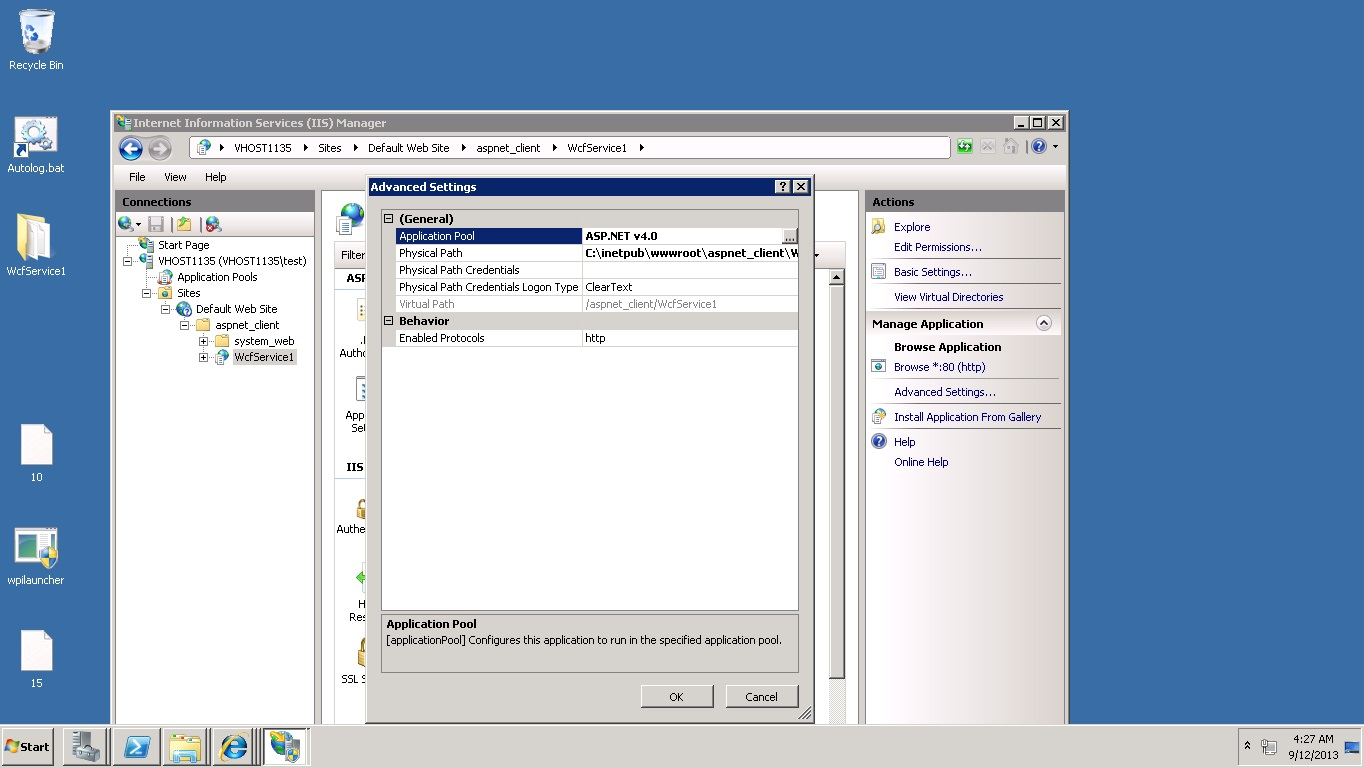 Recycle Bin
Autolog.bat
WcfService1
10
wpilauncher
15
Internet Information Services (IIS) Manager
VHOST1135
Sites
Default Web Site
aspnet_client
WcfService1
File View Help
Connections
Start Page
VHOST1135 (VHOST1135\test)
Application Pools
Sites
Default Web Site
aspnet_client
system_web
WcfService1
Filter
IIS
SSL S
Advanced Settings
(General)
Application Pool ASP.NET v4.0 ...
Physical Path C:\inetpub\wwwroot\aspnet_client\W
Physical Path Credentials
Physical Path Credentials Logon Type ClearText
Virtual Path /aspnet_client/WcfService1
Behavior
Enabled Protocols http
Application Pool
[applicationPool] Configures this application to run in the specified application pool.
OK Cancel
Actions
Explore
Edit Permissions...
Basic Settings...
View Virtual Directories
Manage Application
Browse Application
Browse *:80 (http)
Advanced Settings...
Install Application From Gallery
Help
Online Help
Start
4:27 AM
9/12/2013